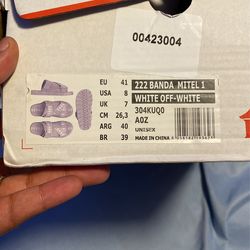 00423004
EU 41
USA 8
UK 7
CM 26,3
ARG 40
BR 39
222 BANDA MITEL 1
WHITE OFF-WHITE
304KUQ0
A0Z
UNISEX
MADE IN CHINA